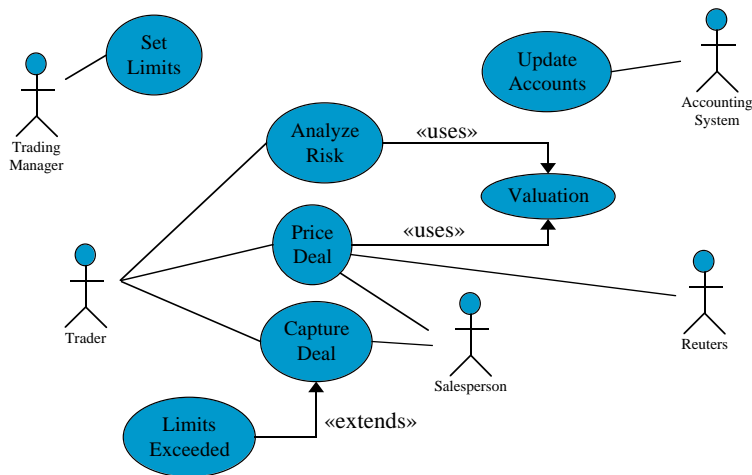 Set
Limits
Update
Accounts
Trading
Manager
Accounting
System
Analyze
Risk
«uses»
Valuation
Price
Deal
«uses»
Trader
Capture
Deal
Salesperson
Reuters
Limits
Exceeded
«extends»